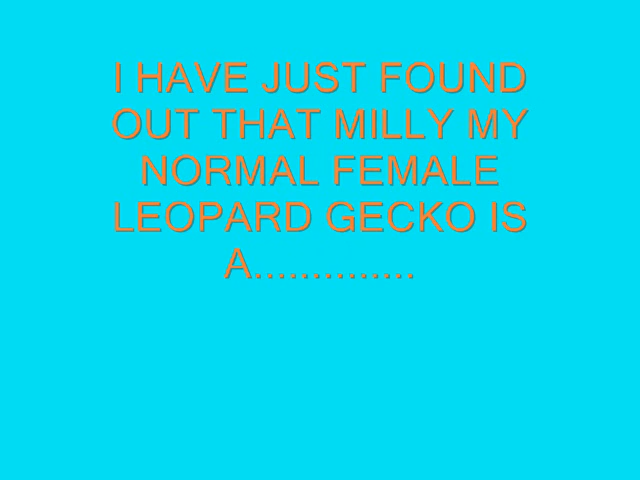 I HAVE JUST FOUND
OUT THAT MILLY MY
NORMAL FEMALE
LEOPARD GECKO IS
A..............